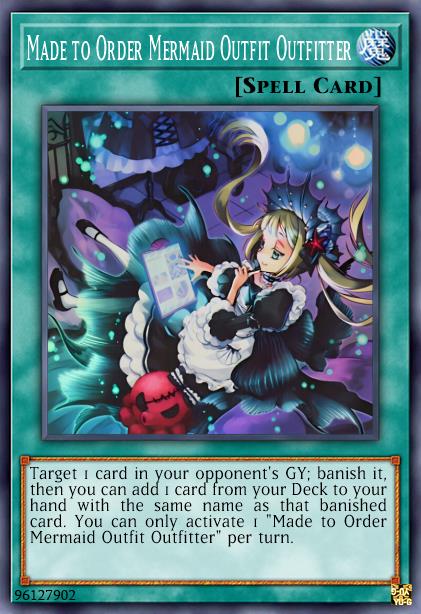 Made to Order Mermaid Outfit Outfitter 魔
[Spell Card]
Target 1 card in your opponent's GY; banish it,
then you can add 1 card from your Deck to your
hand with the same name as that banished
card. You can only activate 1 "Made to Order
Mermaid Outfit Outfitter" per turn.
96127902